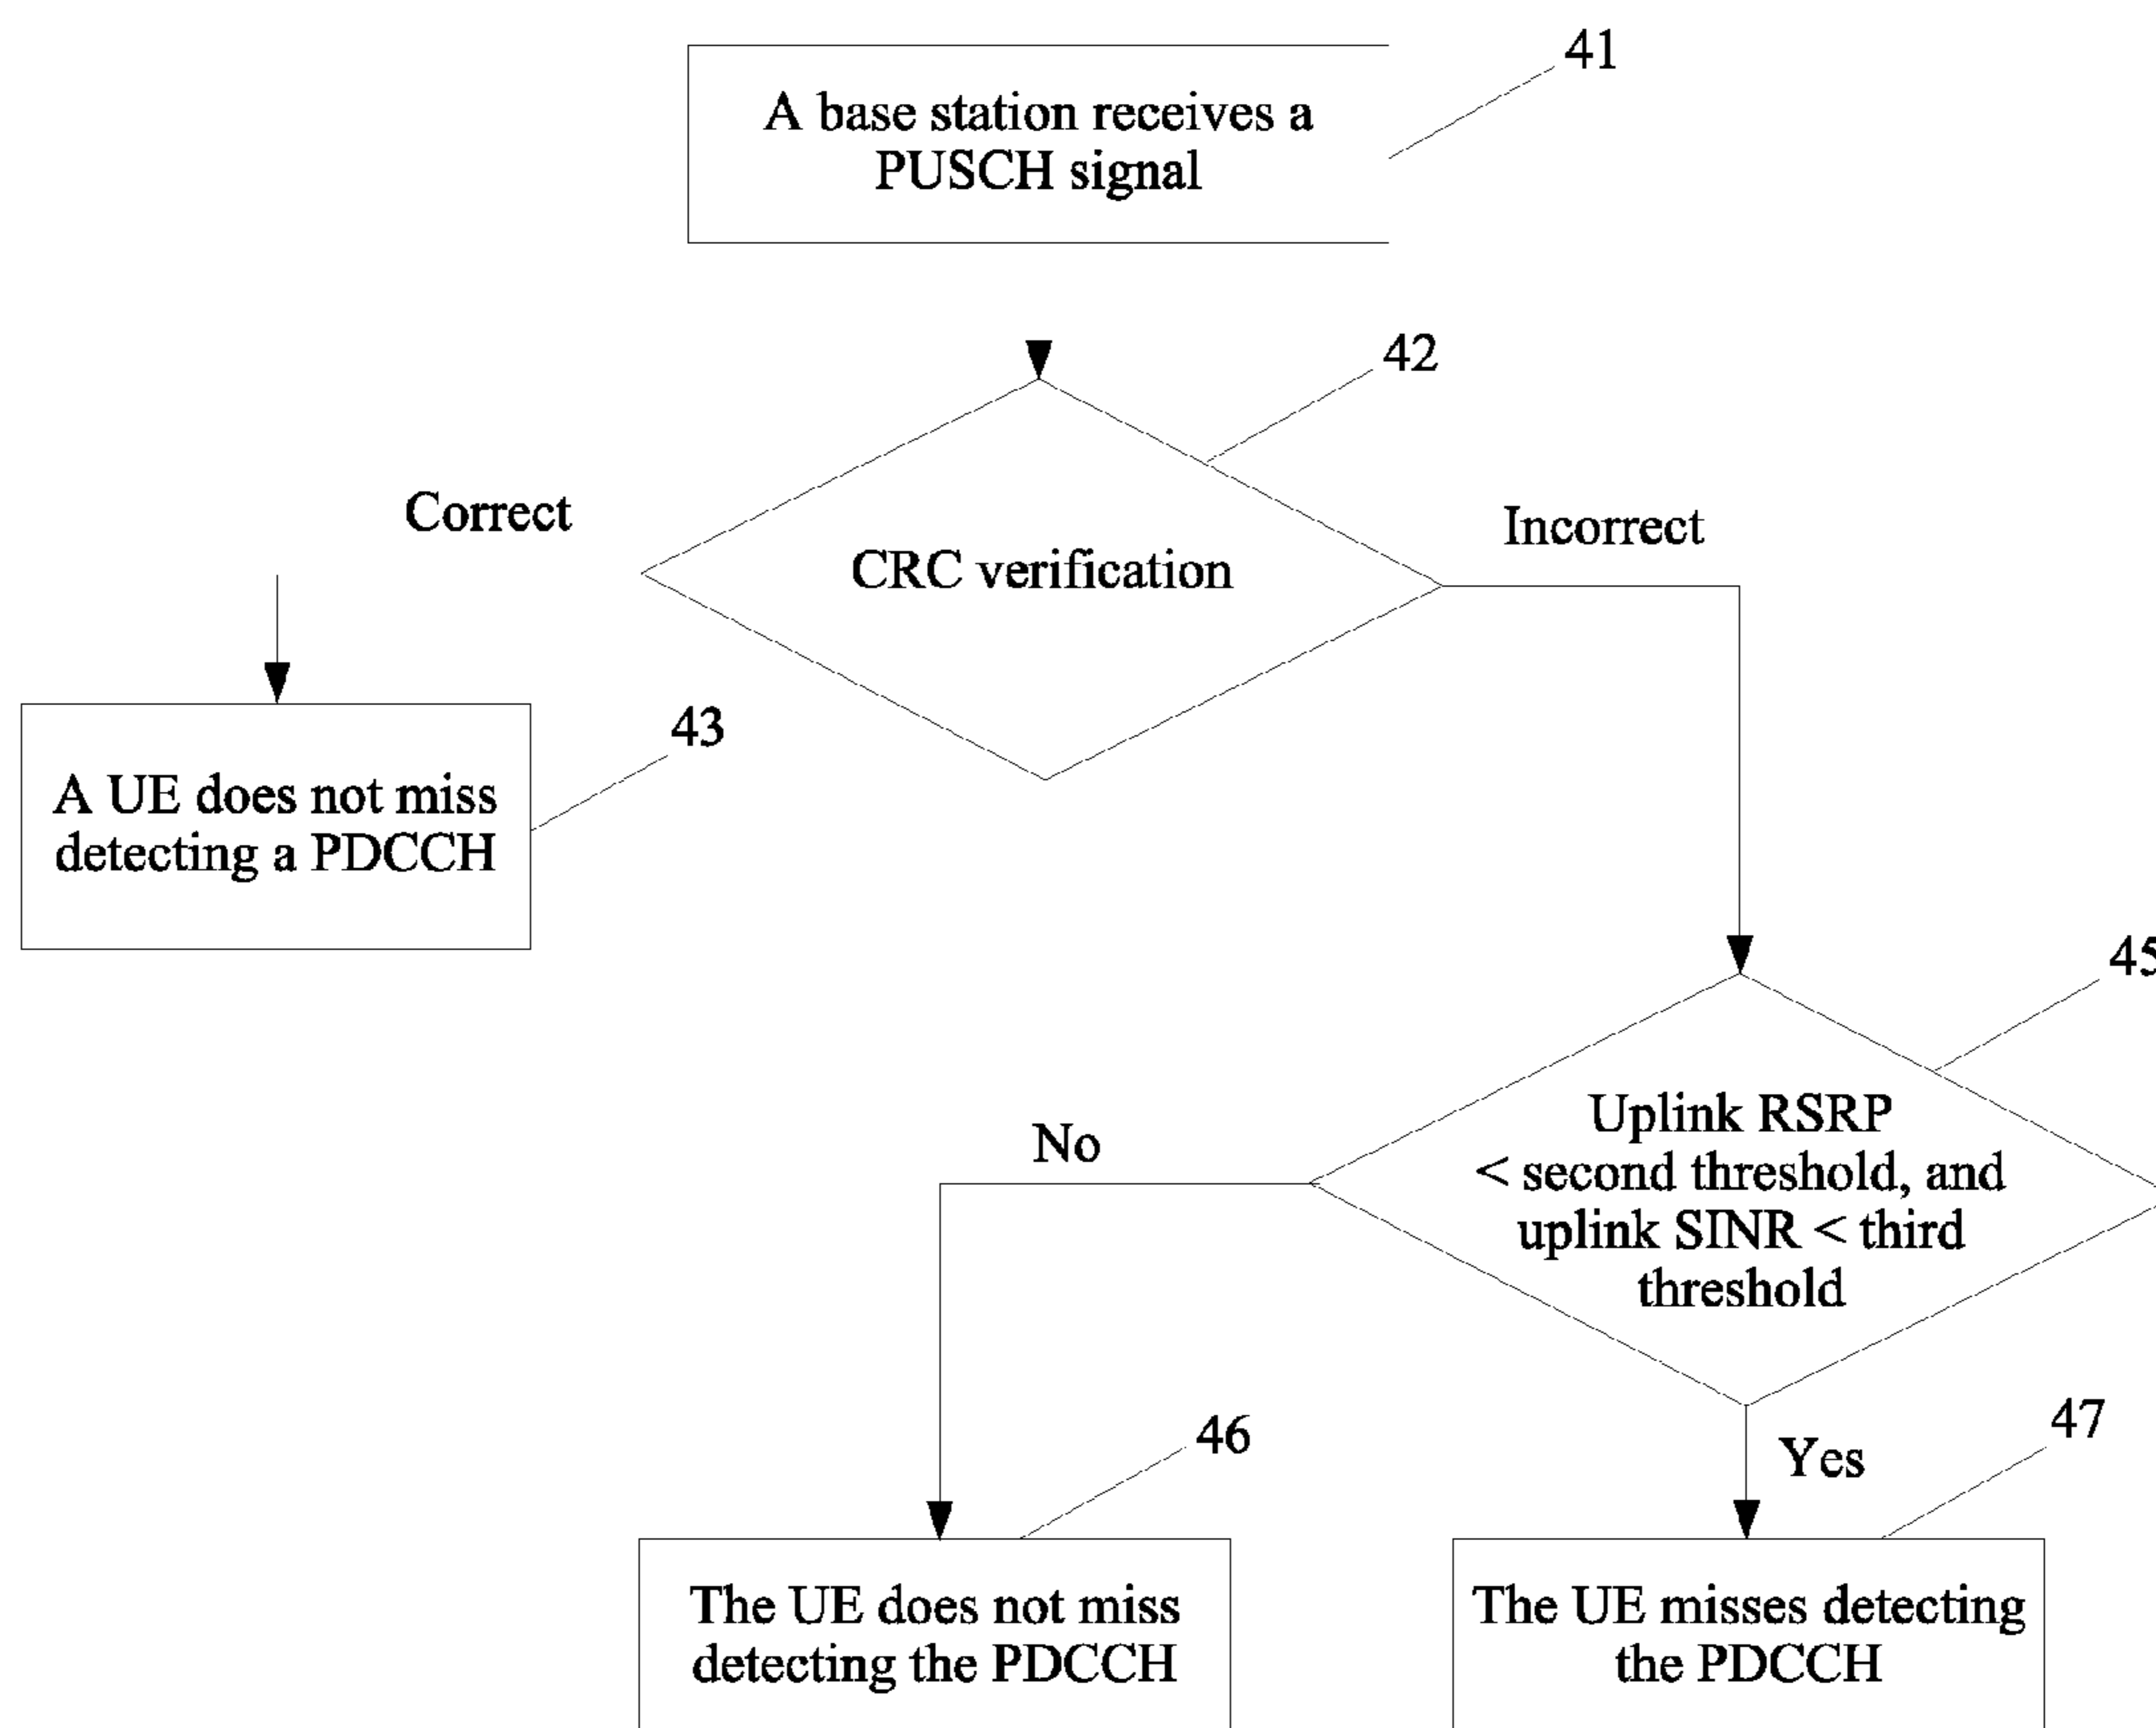 41
A base station receives a
PUSCH signal
42
Correct
CRC verification
Incorrect
43
A UE does not miss
detecting a PDCCH
45
Uplink RSRP
< second threshold, and
uplink SINR < third
threshold
No
Yes
46
47
The UE does not miss
detecting the PDCCH
The UE misses detecting
the PDCCH